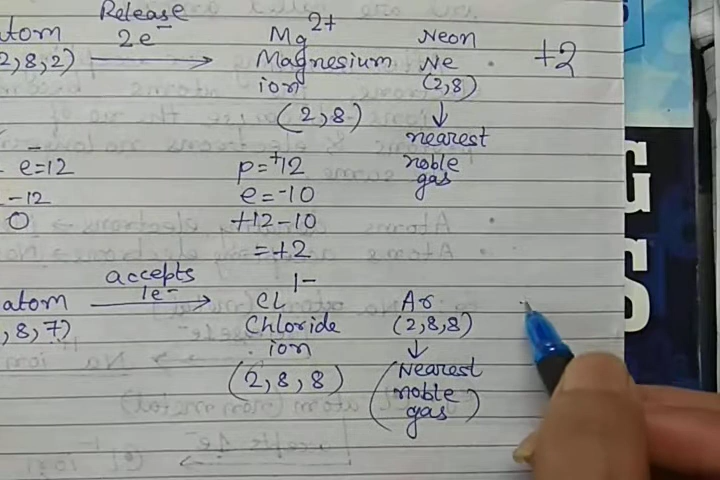 atom Release 2e⁻ Mg²⁺ Neon
2,8,2) Magnesium Ne +2
ion (2,8)
(2,8) nearest
e⁻=12 p=+12 noble
-12 e=-10 gas
0 +12-10
=+2
accepts
1e⁻ Cl¹⁻ Ar
atom Chloride (2,8,8)
,8,7) ion Nearest
(2,8,8) (noble
gas)
G
S